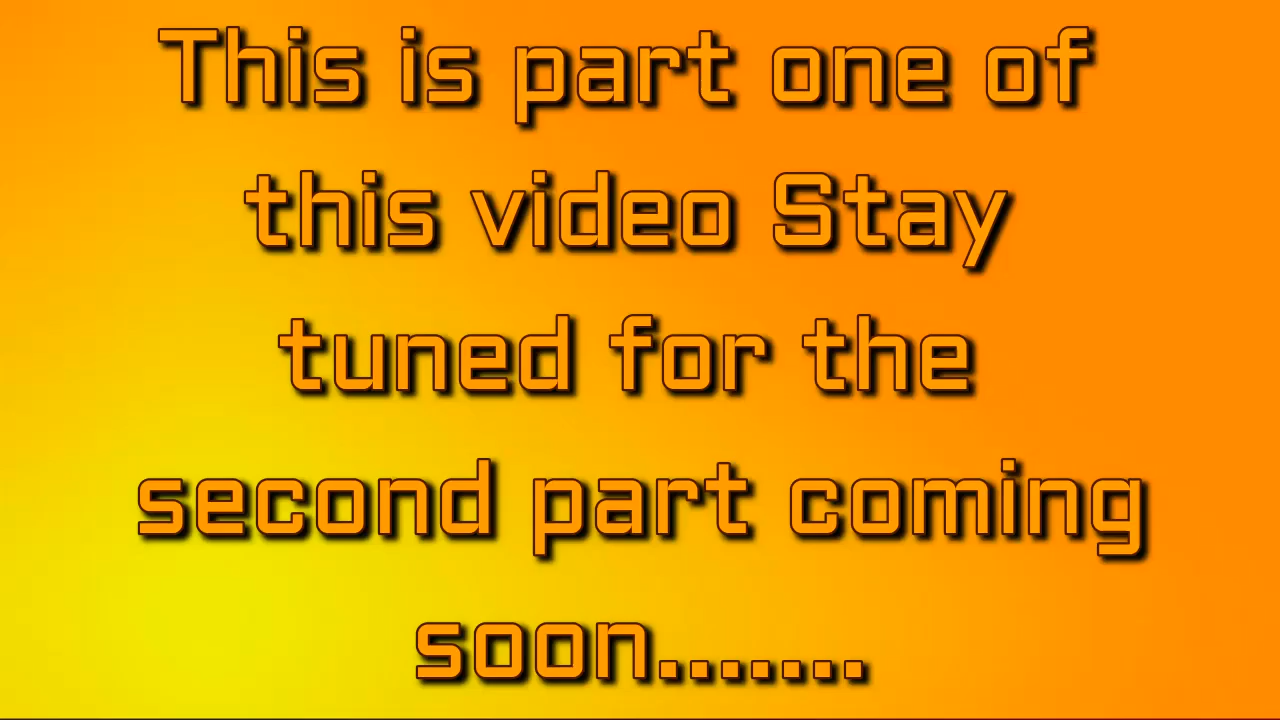 This is part one of
this video Stay
tuned for the
second part coming
soon.......